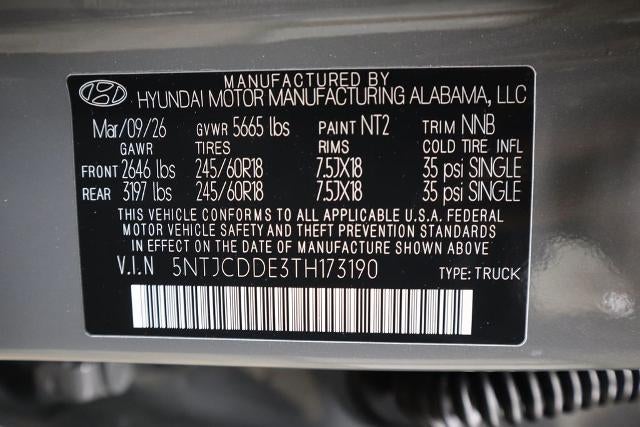 MANUFACTURED BY
HYUNDAI MOTOR MANUFACTURING ALABAMA, LLC
Mar/09/26 GVWR 5665 lbs PAINT NT2 TRIM NNB
GAWR TIRES RIMS COLD TIRE INFL
FRONT 2646 lbs 245/60R18 7.5JX18 35 psi SINGLE
REAR 3197 lbs 245/60R18 7.5JX18 35 psi SINGLE
THIS VEHICLE CONFORMS TO ALL APPLICABLE U.S.A. FEDERAL
MOTOR VEHICLE SAFETY AND THEFT PREVENTION STANDARDS
IN EFFECT ON THE DATE OF MANUFACTURE SHOWN ABOVE
V.I.N 5NTJCDDE3TH173190 TYPE: TRUCK